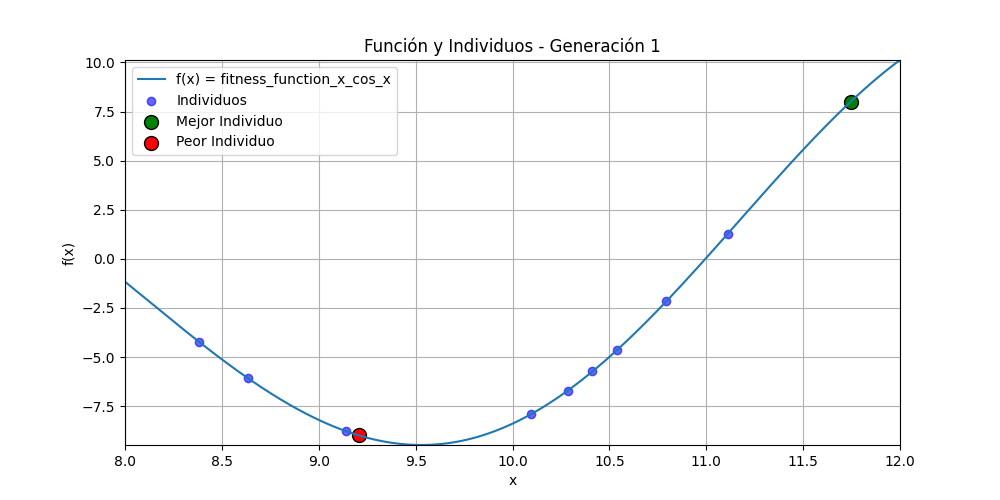 Función y Individuos - Generación 1
f(x) = fitness_function_x_cos_x
Individuos
Mejor Individuo
Peor Individuo
10.0
7.5
5.0
2.5
0.0
−2.5
−5.0
−7.5
f(x)
8.0 8.5 9.0 9.5 10.0 10.5 11.0 11.5 12.0
x